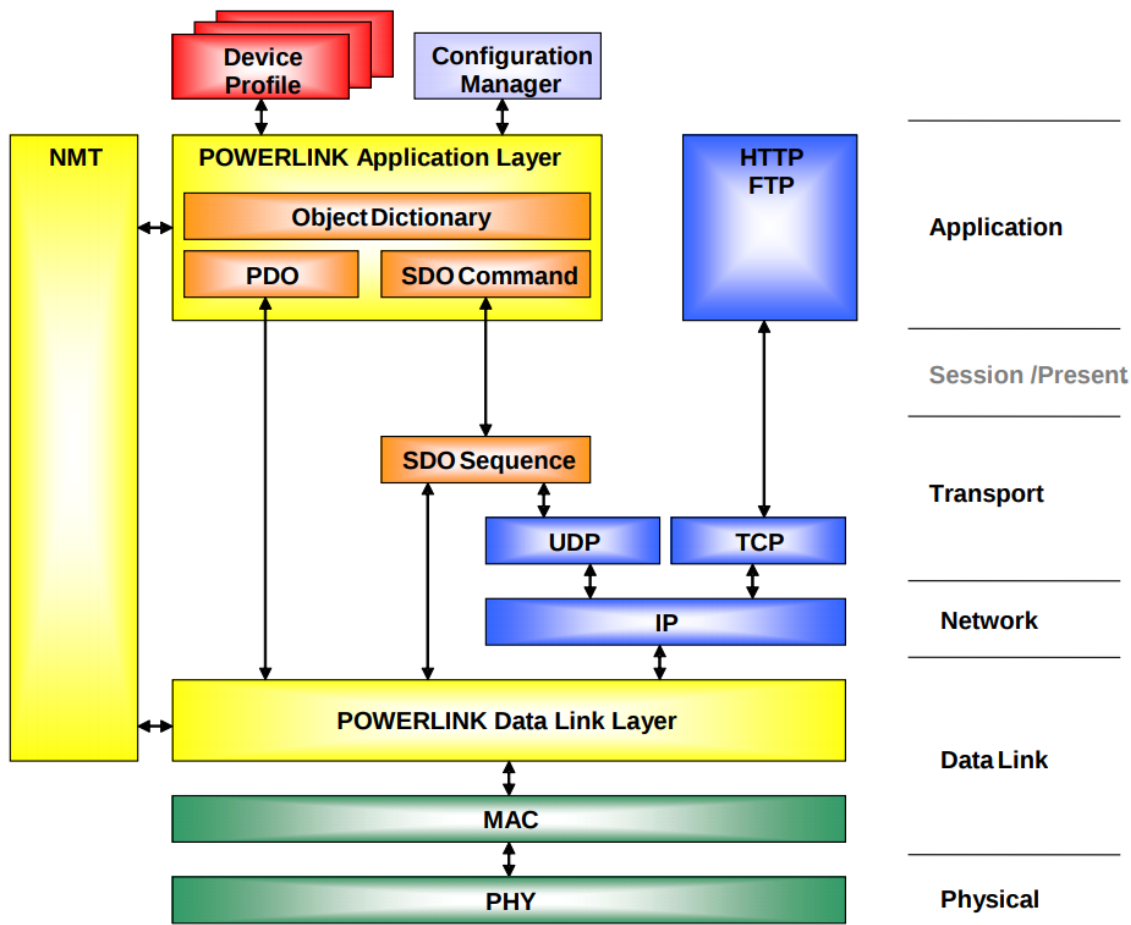 Device
Profile
Configuration
Manager
NMT
POWERLINK Application Layer
HTTP
FTP
Object Dictionary
Application
PDO
SDO Command
Session /Present.
SDO Sequence
Transport
UDP
TCP
IP
Network
POWERLINK Data Link Layer
Data Link
MAC
PHY
Physical